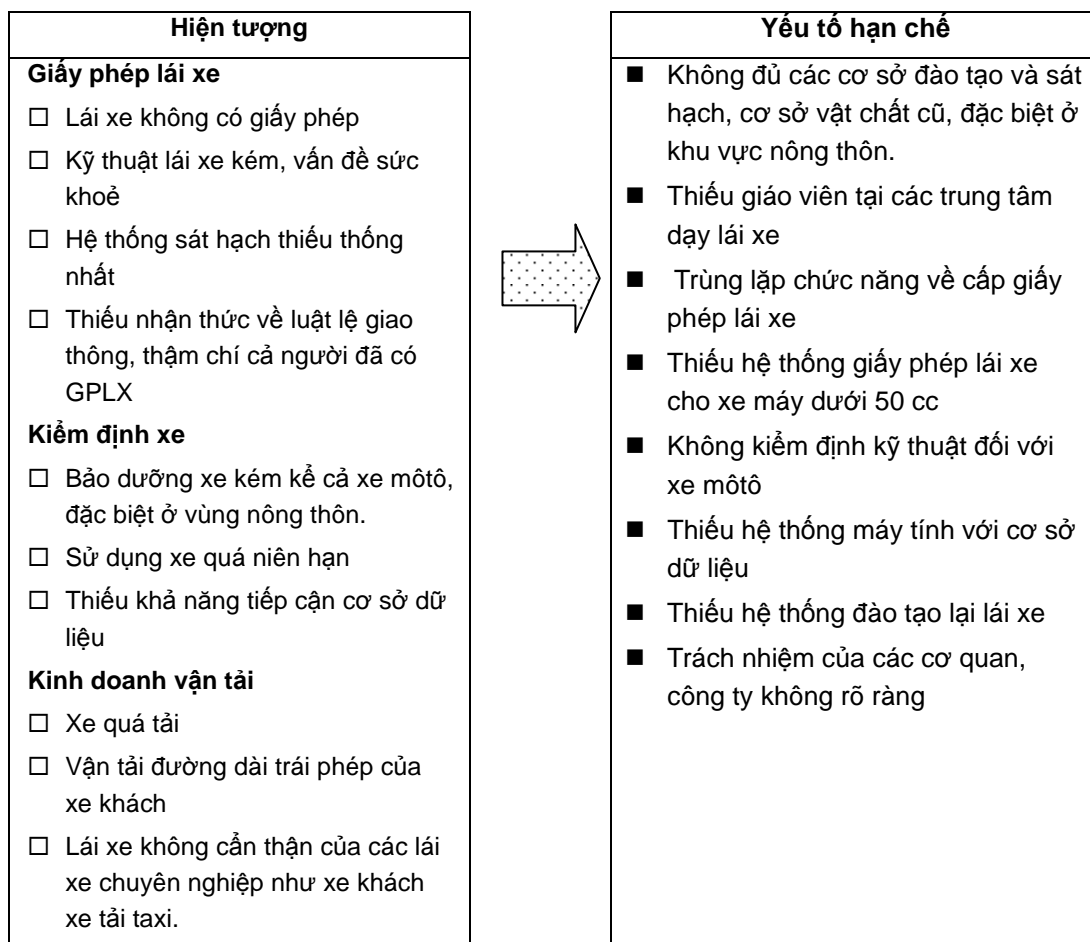 Hiện tượng
Giấy phép lái xe
□ Lái xe không có giấy phép
□ Kỹ thuật lái xe kém, vấn đề sức
khoẻ
□ Hệ thống sát hạch thiếu thống
nhất
□ Thiếu nhận thức về luật lệ giao
thông, thậm chí cả người đã có
GPLX
Kiểm định xe
□ Bảo dưỡng xe kém kể cả xe môtô,
đặc biệt ở vùng nông thôn.
□ Sử dụng xe quá niên hạn
□ Thiếu khả năng tiếp cận cơ sở dữ
liệu
Kinh doanh vận tải
□ Xe quá tải
□ Vận tải đường dài trái phép của
xe khách
□ Lái xe không cẩn thận của các lái
xe chuyên nghiệp như xe khách
xe tải taxi.
Yếu tố hạn chế
■ Không đủ các cơ sở đào tạo và sát
hạch, cơ sở vật chất cũ, đặc biệt ở
khu vực nông thôn.
■ Thiếu giáo viên tại các trung tâm
dạy lái xe
■ Trùng lặp chức năng về cấp giấy
phép lái xe
■ Thiếu hệ thống giấy phép lái xe
cho xe máy dưới 50 cc
■ Không kiểm định kỹ thuật đối với
xe môtô
■ Thiếu hệ thống máy tính với cơ sở
dữ liệu
■ Thiếu hệ thống đào tạo lại lái xe
■ Trách nhiệm của các cơ quan,
công ty không rõ ràng